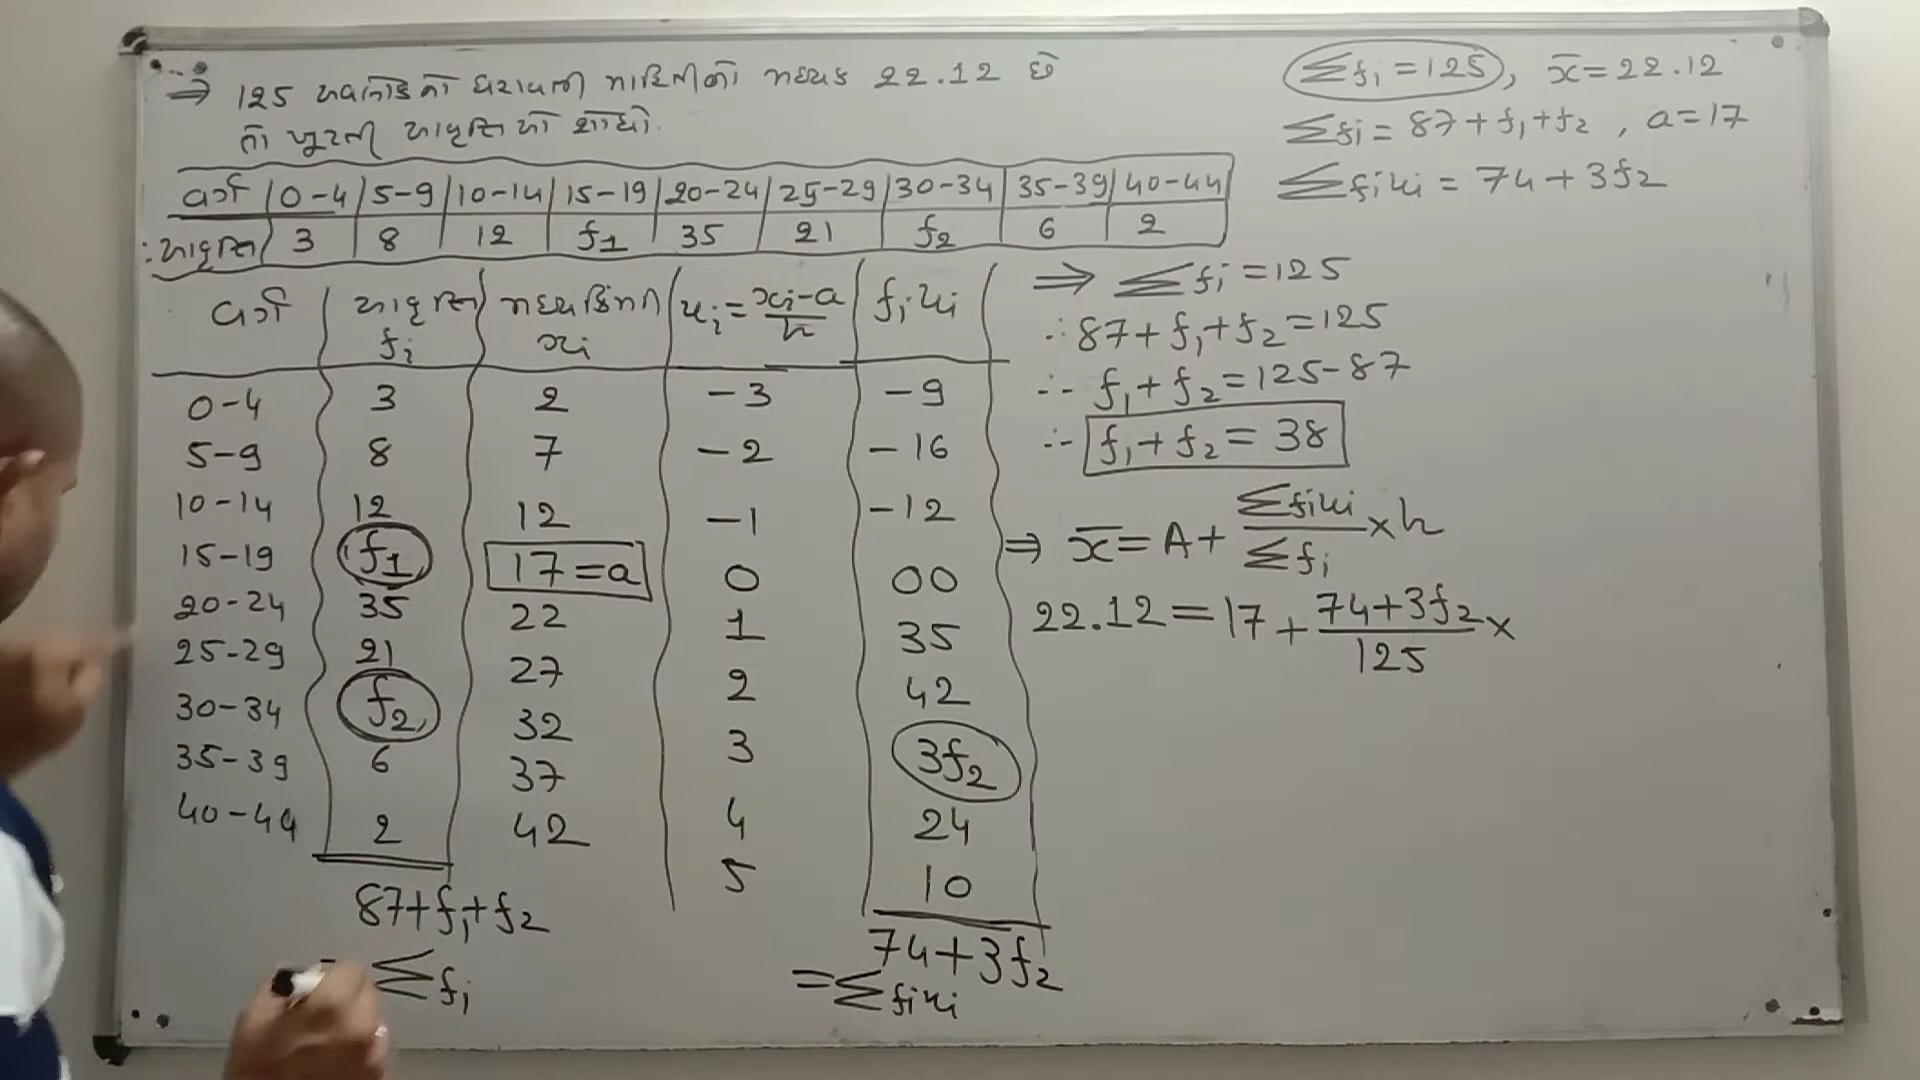 ⇒ 125 અવલોકનો ધરાવતી માહિતીનો મધ્યક 22.12 છે
તો ખૂટતી આવૃત્તિઓ શોધો.
વર્ગ 0-4 5-9 10-14 15-19 20-24 25-29 30-34 35-39 40-44
આવૃત્તિ 3 8 12 f1 35 21 f2 6 2
વર્ગ આવૃત્તિ fi મધ્યકિંમત xi ui = (xi-a)/h fiui
0-4 3 2 -3 -9
5-9 8 7 -2 -16
10-14 12 12 -1 -12
15-19 f1 17=a 0 00
20-24 35 22 1 35
25-29 21 27 2 42
30-34 f2 32 3 3f2
35-39 6 37 4 24
40-44 2 42 5 10
87+f1+f2 74+3f2
= Σfi = Σfiui
Σfi = 125, x̄ = 22.12
Σfi = 87+f1+f2, a=17
Σfiui = 74+3f2
⇒ Σfi = 125
∴ 87+f1+f2 = 125
∴ f1+f2 = 125-87
∴ f1+f2 = 38
⇒ x̄ = A + Σfiui/Σfi × h
22.12 = 17 + (74+3f2)/125 ×